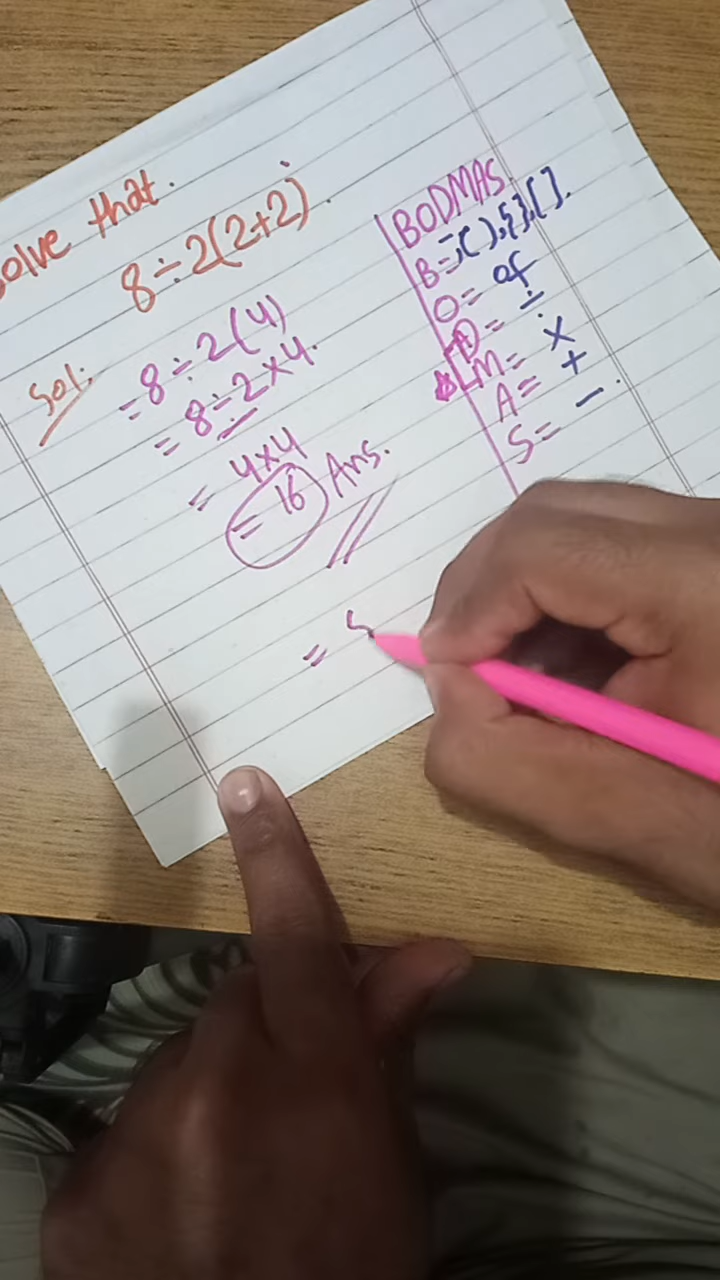 Solve that.
8÷2(2+2).
Sol:
= 8÷2(4)
= 8÷2×4.
= 4×4
= 16 Ans.
=
BODMAS
B=-,( ),{ },[ ].
O= of
D= ÷
M= ×
A= +
S= -.